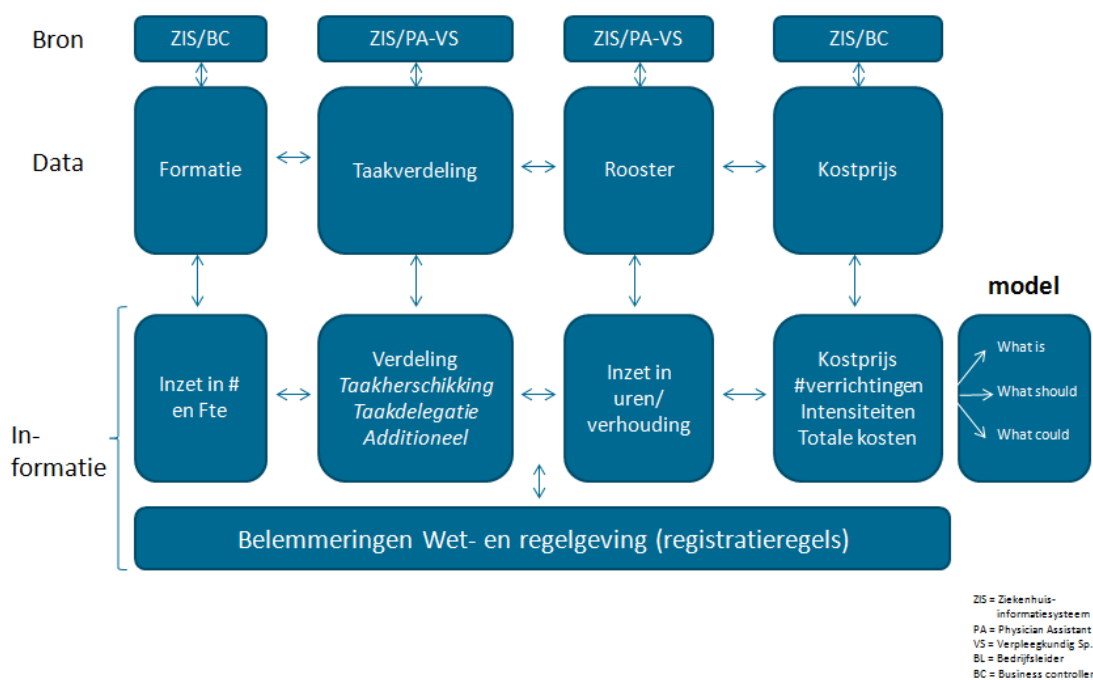 Bron
ZIS/BC
ZIS/PA-VS
ZIS/PA-VS
ZIS/BC
Data
Formatie
Taakverdeling
Rooster
Kostprijs
model
In-
formatie
Inzet in #
en Fte
Verdeling
Taakherschikking
Taakdelegatie
Additioneel
Inzet in
uren/
verhouding
Kostprijs
#verrichtingen
Intensiteiten
Totale kosten
What is
What should
What could
Belemmeringen Wet- en regelgeving (registratieregels)
ZIS = Ziekenhuis-
informatiesysteem
PA = Physician Assistant
VS = Verpleegkundig Sp.
BL = Bedrijfsleider
BC = Business controller